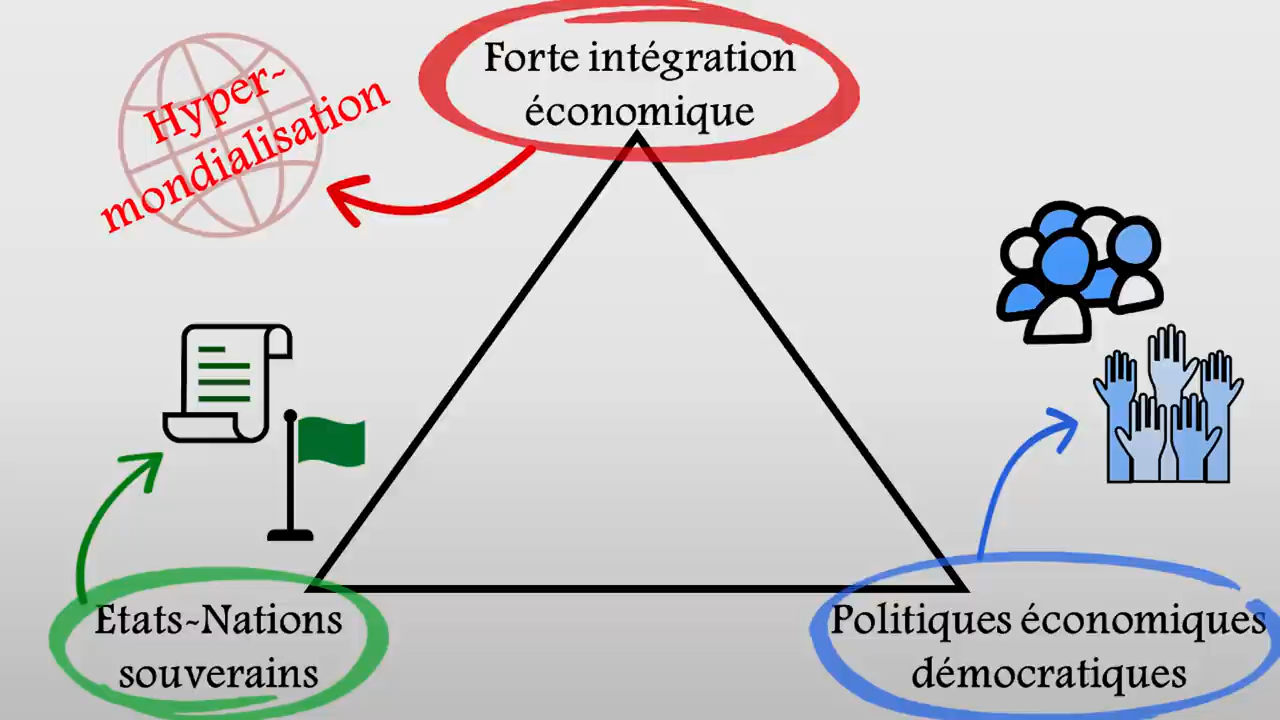 Forte intégration
économique
Hyper-
mondialisation
Etats-Nations
souverains
Politiques économiques
démocratiques